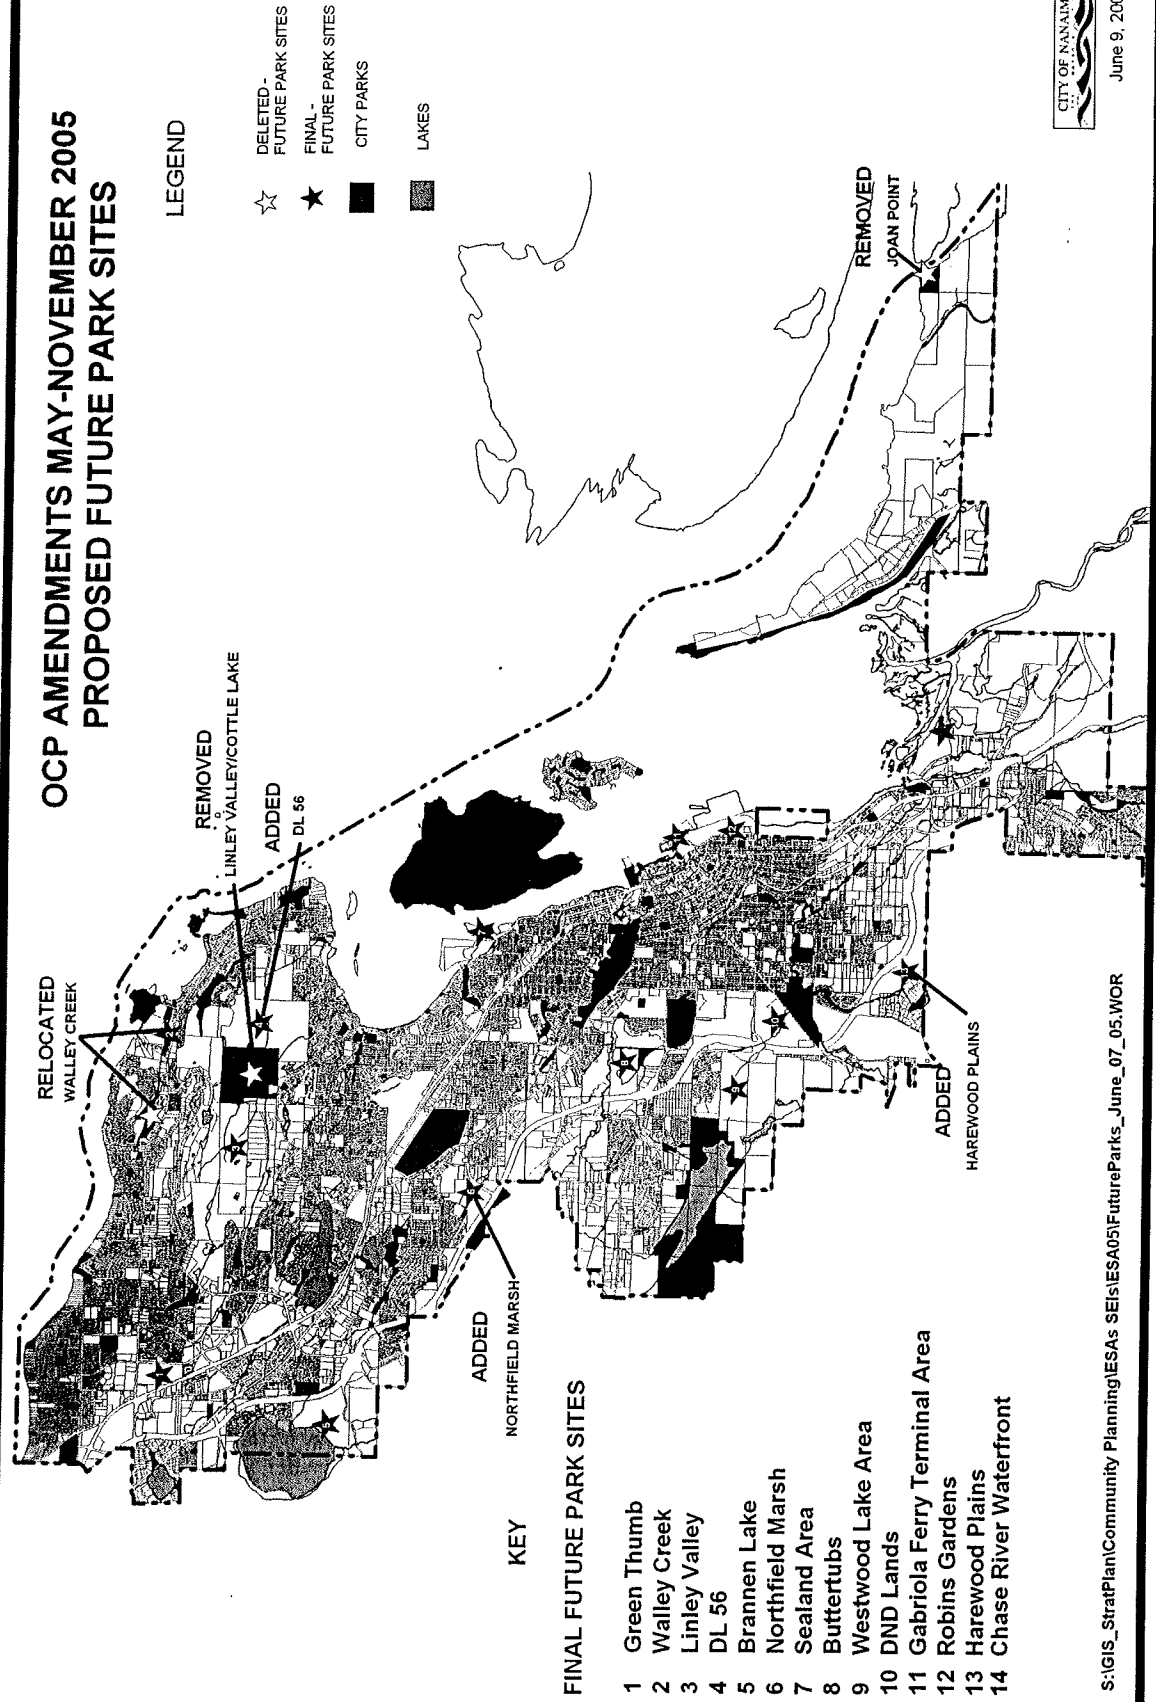 OCP AMENDMENTS MAY-NOVEMBER 2005
PROPOSED FUTURE PARK SITES
LEGEND
DELETED -
FUTURE PARK SITES
FINAL -
FUTURE PARK SITES
CITY PARKS
LAKES
RELOCATED
WALLEY CREEK
REMOVED
LINLEY VALLEY/COTTLE LAKE
ADDED
DL 56
REMOVED
JOAN POINT
ADDED
NORTHFIELD MARSH
ADDED
HAREWOOD PLAINS
KEY
FINAL FUTURE PARK SITES
1 Green Thumb
2 Walley Creek
3 Linley Valley
4 DL 56
5 Brannen Lake
6 Northfield Marsh
7 Sealand Area
8 Buttertubs
9 Westwood Lake Area
10 DND Lands
11 Gabriola Ferry Terminal Area
12 Robins Gardens
13 Harewood Plains
14 Chase River Waterfront
S:\GIS_StratPlan\Community Planning\ESAs SEIs\ESA05\FutureParks_June_07_05.WOR
CITY OF NANAIM
June 9, 200